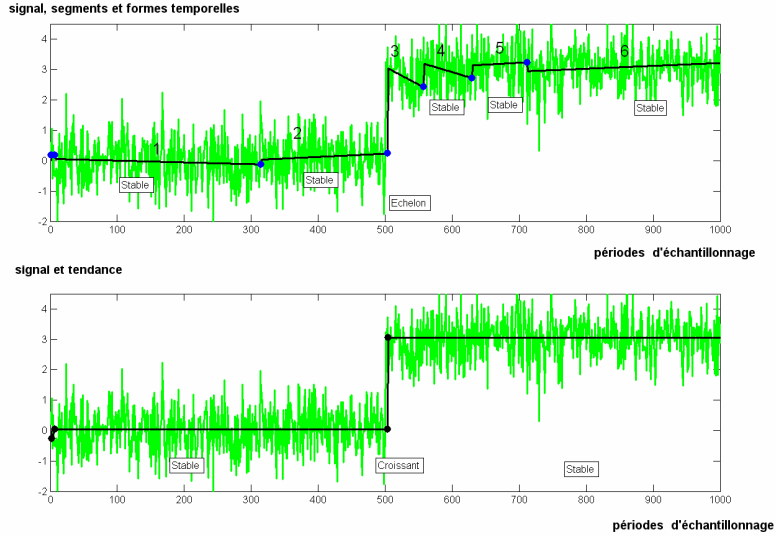 signal, segments et formes temporelles
4
3
2
1
0
-1
-2
1
2
3
4
5
6
Stable
Stable
Echelon
Stable
Stable
Stable
0 100 200 300 400 500 600 700 800 900 1000
périodes d'échantillonnage
signal et tendance
4
3
2
1
0
-1
-2
Stable
Croissant
Stable
0 100 200 300 400 500 600 700 800 900 1000
périodes d'échantillonnage